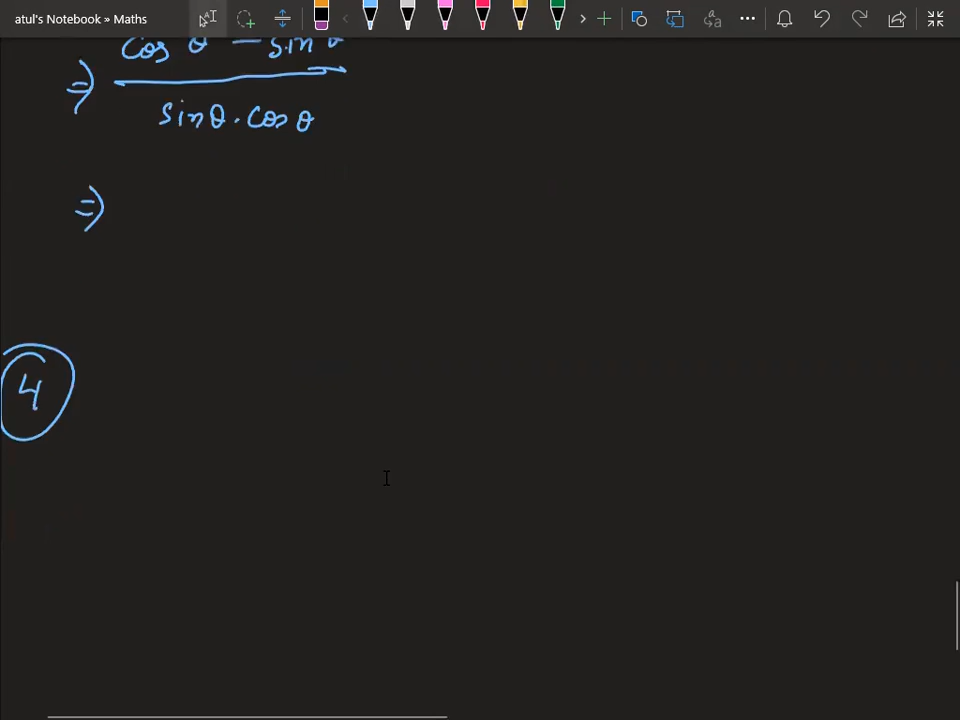 atul's Notebook » Maths
cos θ - sin θ
⇒
sinθ . cos θ
⇒
4